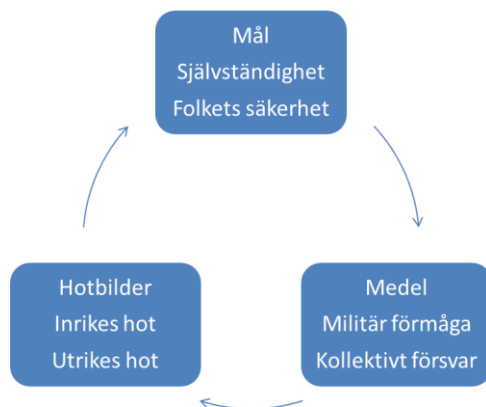 Mål
Självständighet
Folkets säkerhet
Hotbilder
Inrikes hot
Utrikes hot
Medel
Militär förmåga
Kollektivt försvar